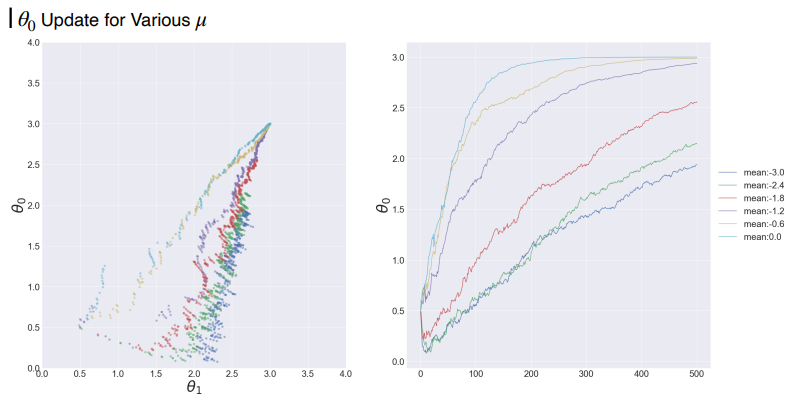 θ0 Update for Various μ
4.0
3.5
3.0
2.5
2.0
1.5
1.0
0.5
0.0
θ0
0.0 0.5 1.0 1.5 2.0 2.5 3.0 3.5 4.0
θ1
3.0
2.5
2.0
1.5
1.0
0.5
0.0
θ0
0 100 200 300 400 500
mean:-3.0
mean:-2.4
mean:-1.8
mean:-1.2
mean:-0.6
mean:0.0